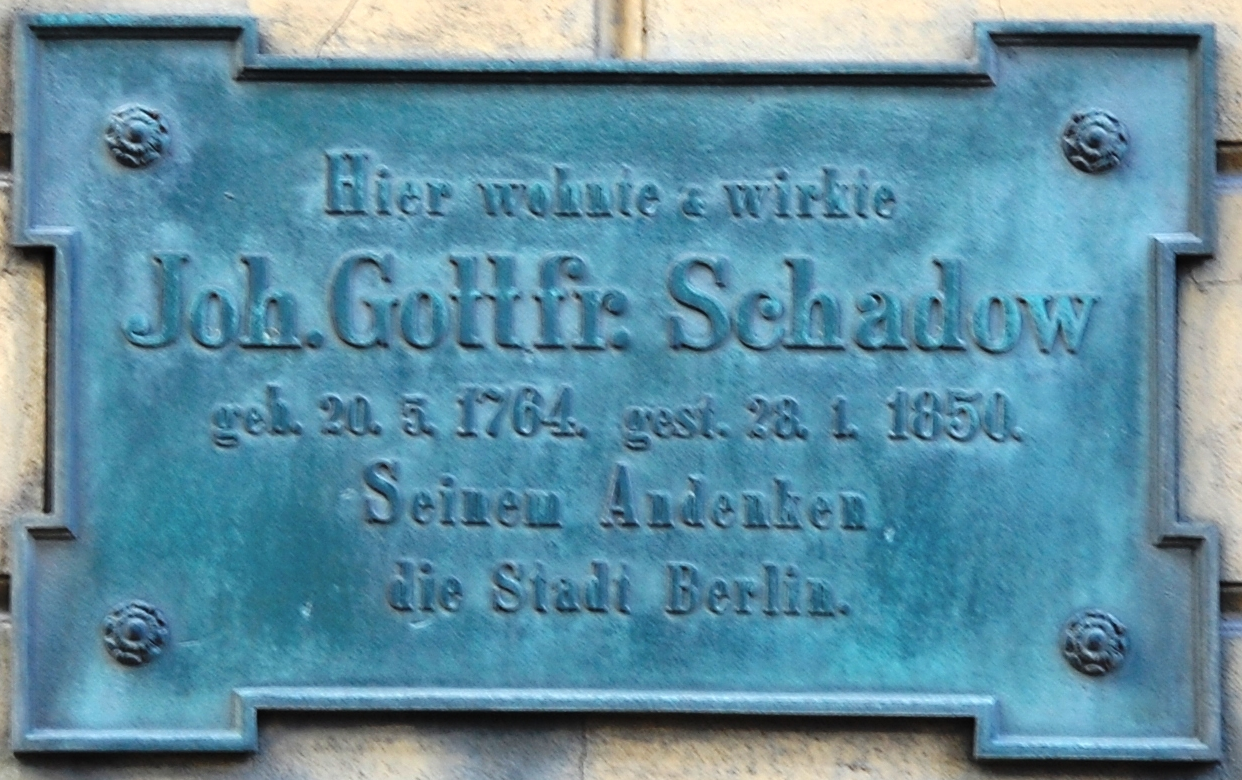 Hier wohnte & wirkte
Joh. Gottfr. Schadow
geb. 20. 5. 1764. gest. 28. 1. 1850.
Seinem Andenken
die Stadt Berlin.